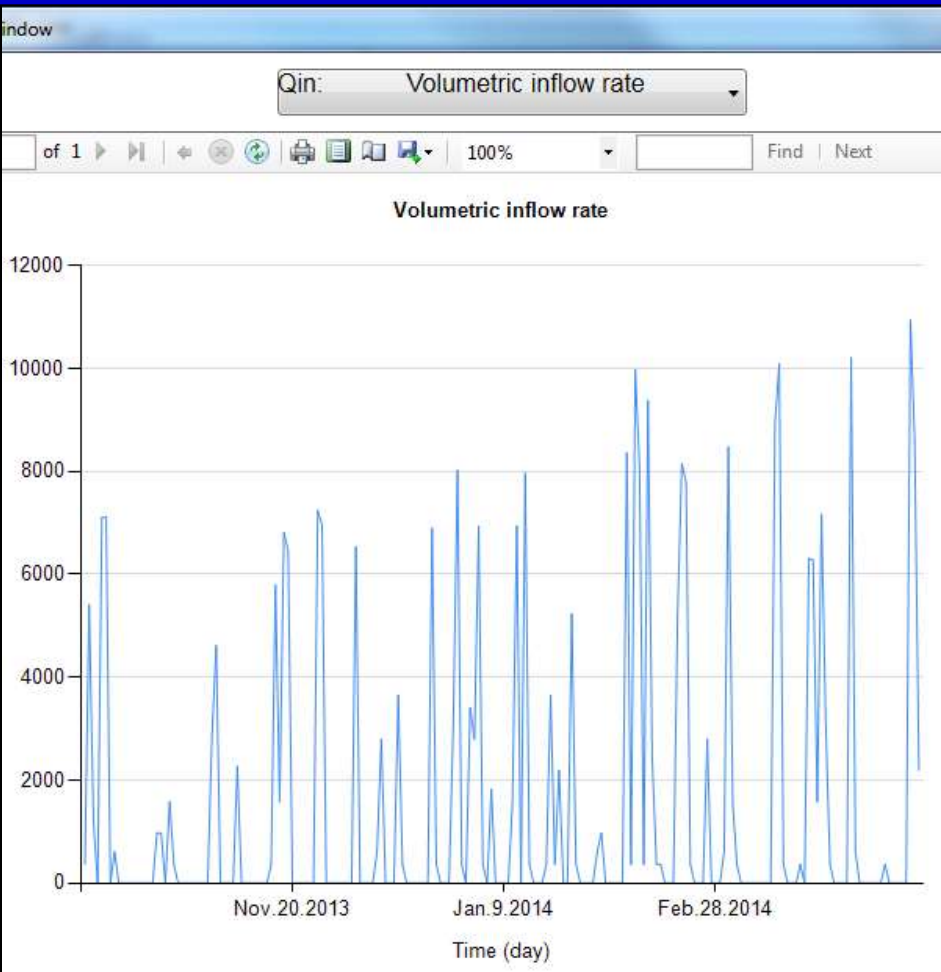 indow
Qin: Volumetric inflow rate
of 1 100% Find | Next
Volumetric inflow rate
12000
10000
8000
6000
4000
2000
0
Nov.20.2013 Jan.9.2014 Feb.28.2014
Time (day)